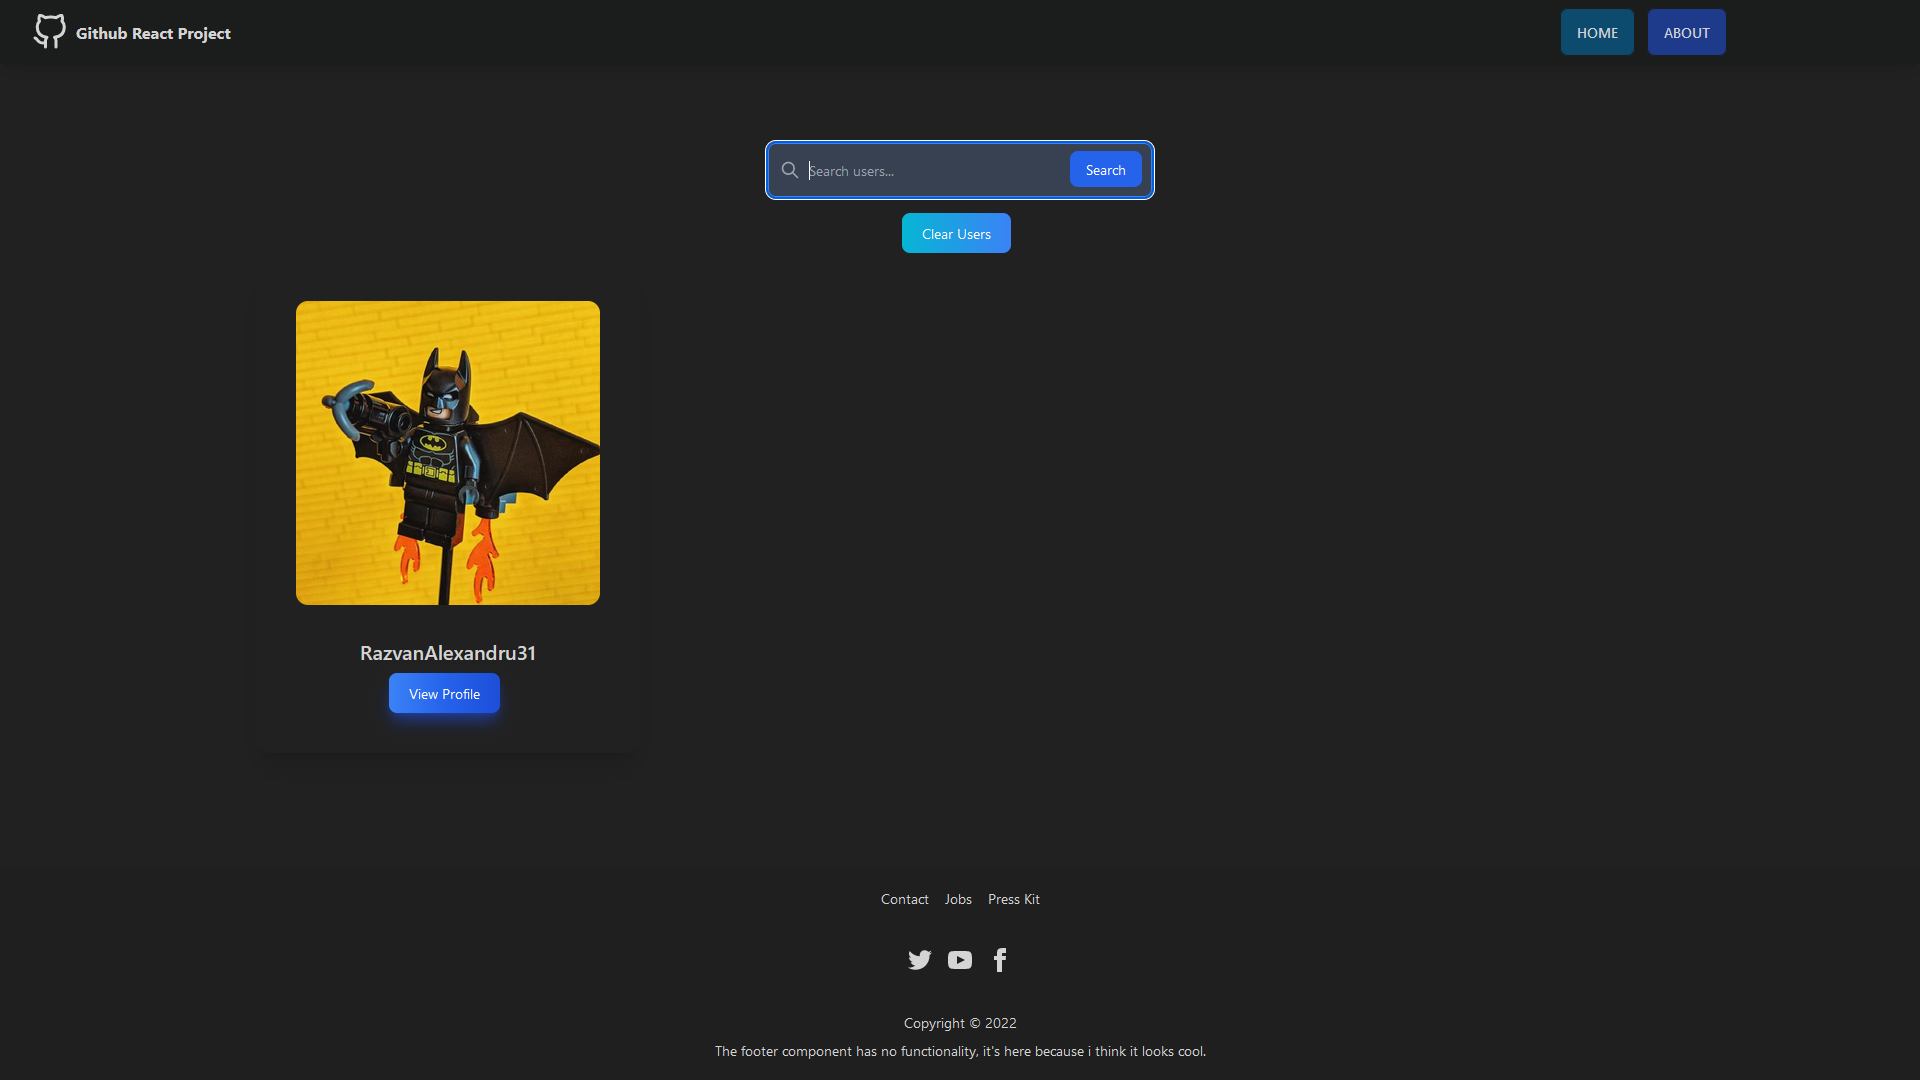 Github React Project
HOME
ABOUT
Search users...
Search
Clear Users
RazvanAlexandru31
View Profile
Contact
Jobs
Press Kit
Copyright © 2022
The footer component has no functionality, it's here because i think it looks cool.